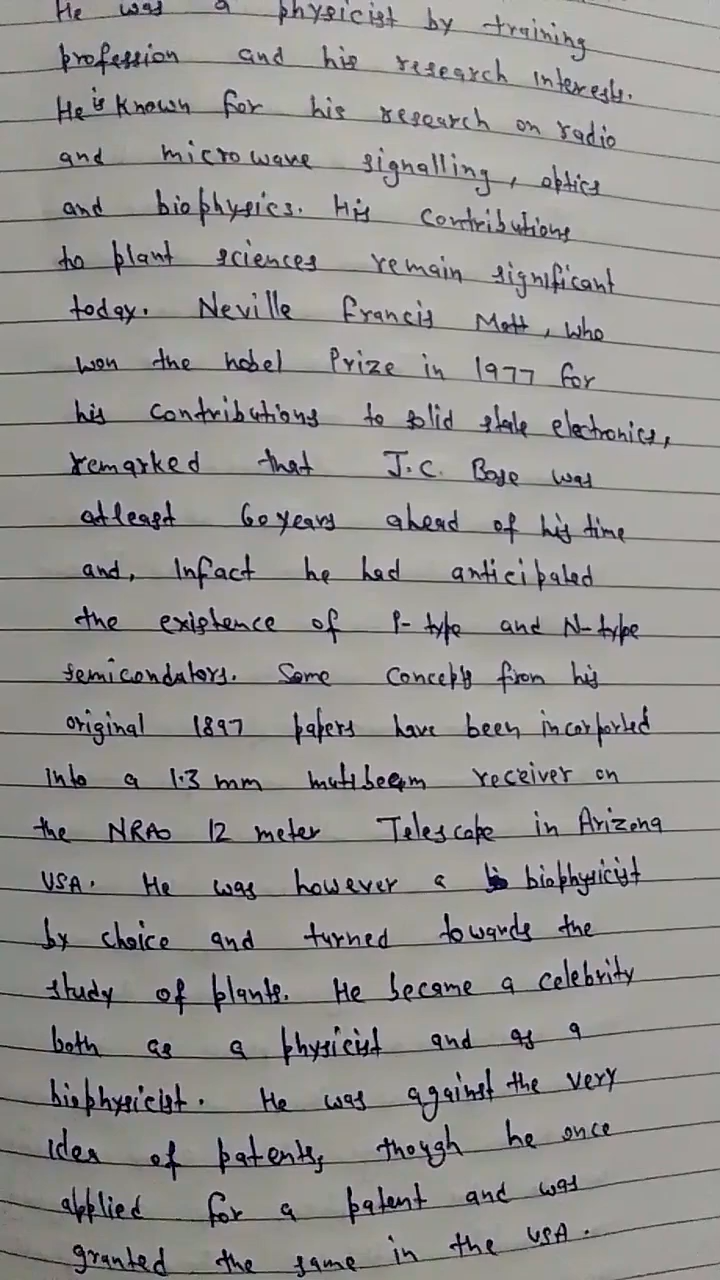 He was a physicist by training
profession and his research interests.
He is known for his research on radio
and microwave signalling, optics
and biophysics. His contributions
to plant sciences remain significant
today. Neville Francis Mott, who
won the nobel Prize in 1977 for
his contributions to solid state electronics,
remarked that J.C. Bose was
atleast 60 years ahead of his time
and, Infact he had anticipated
the existence of P-type and N-type
semicondators. Some concepts from his
original 1897 papers have been incorported
into a 1.3 mm mutibeam receiver on
the NRAO 12 meter Telescope in Arizona
USA. He was however a biophysicist
by choice and turned towards the
study of plants. He became a celebrity
both as a physicist and as a
biophysicist. He was against the very
idea of patents, though he once
applied for a patent and was
granted the same in the USA.